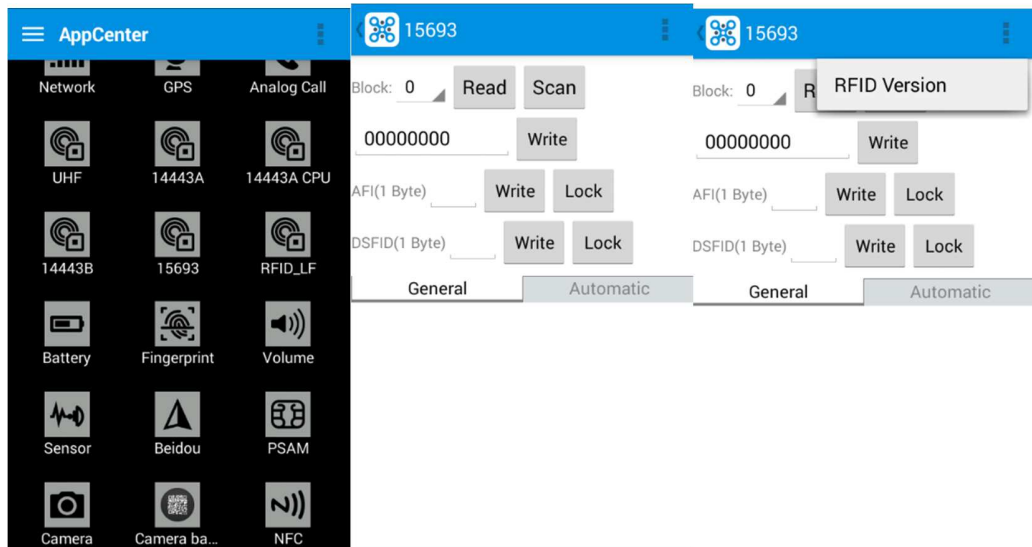 AppCenter
Network GPS Analog Call
UHF 14443A 14443A CPU
14443B 15693 RFID_LF
Battery Fingerprint Volume
Sensor Beidou PSAM
Camera Camera ba... NFC
15693
Block: 0 Read Scan
00000000 Write
AFI(1 Byte) Write Lock
DSFID(1 Byte) Write Lock
General Automatic
15693
RFID Version
Block: 0 R
00000000 Write
AFI(1 Byte) Write Lock
DSFID(1 Byte) Write Lock
General Automatic